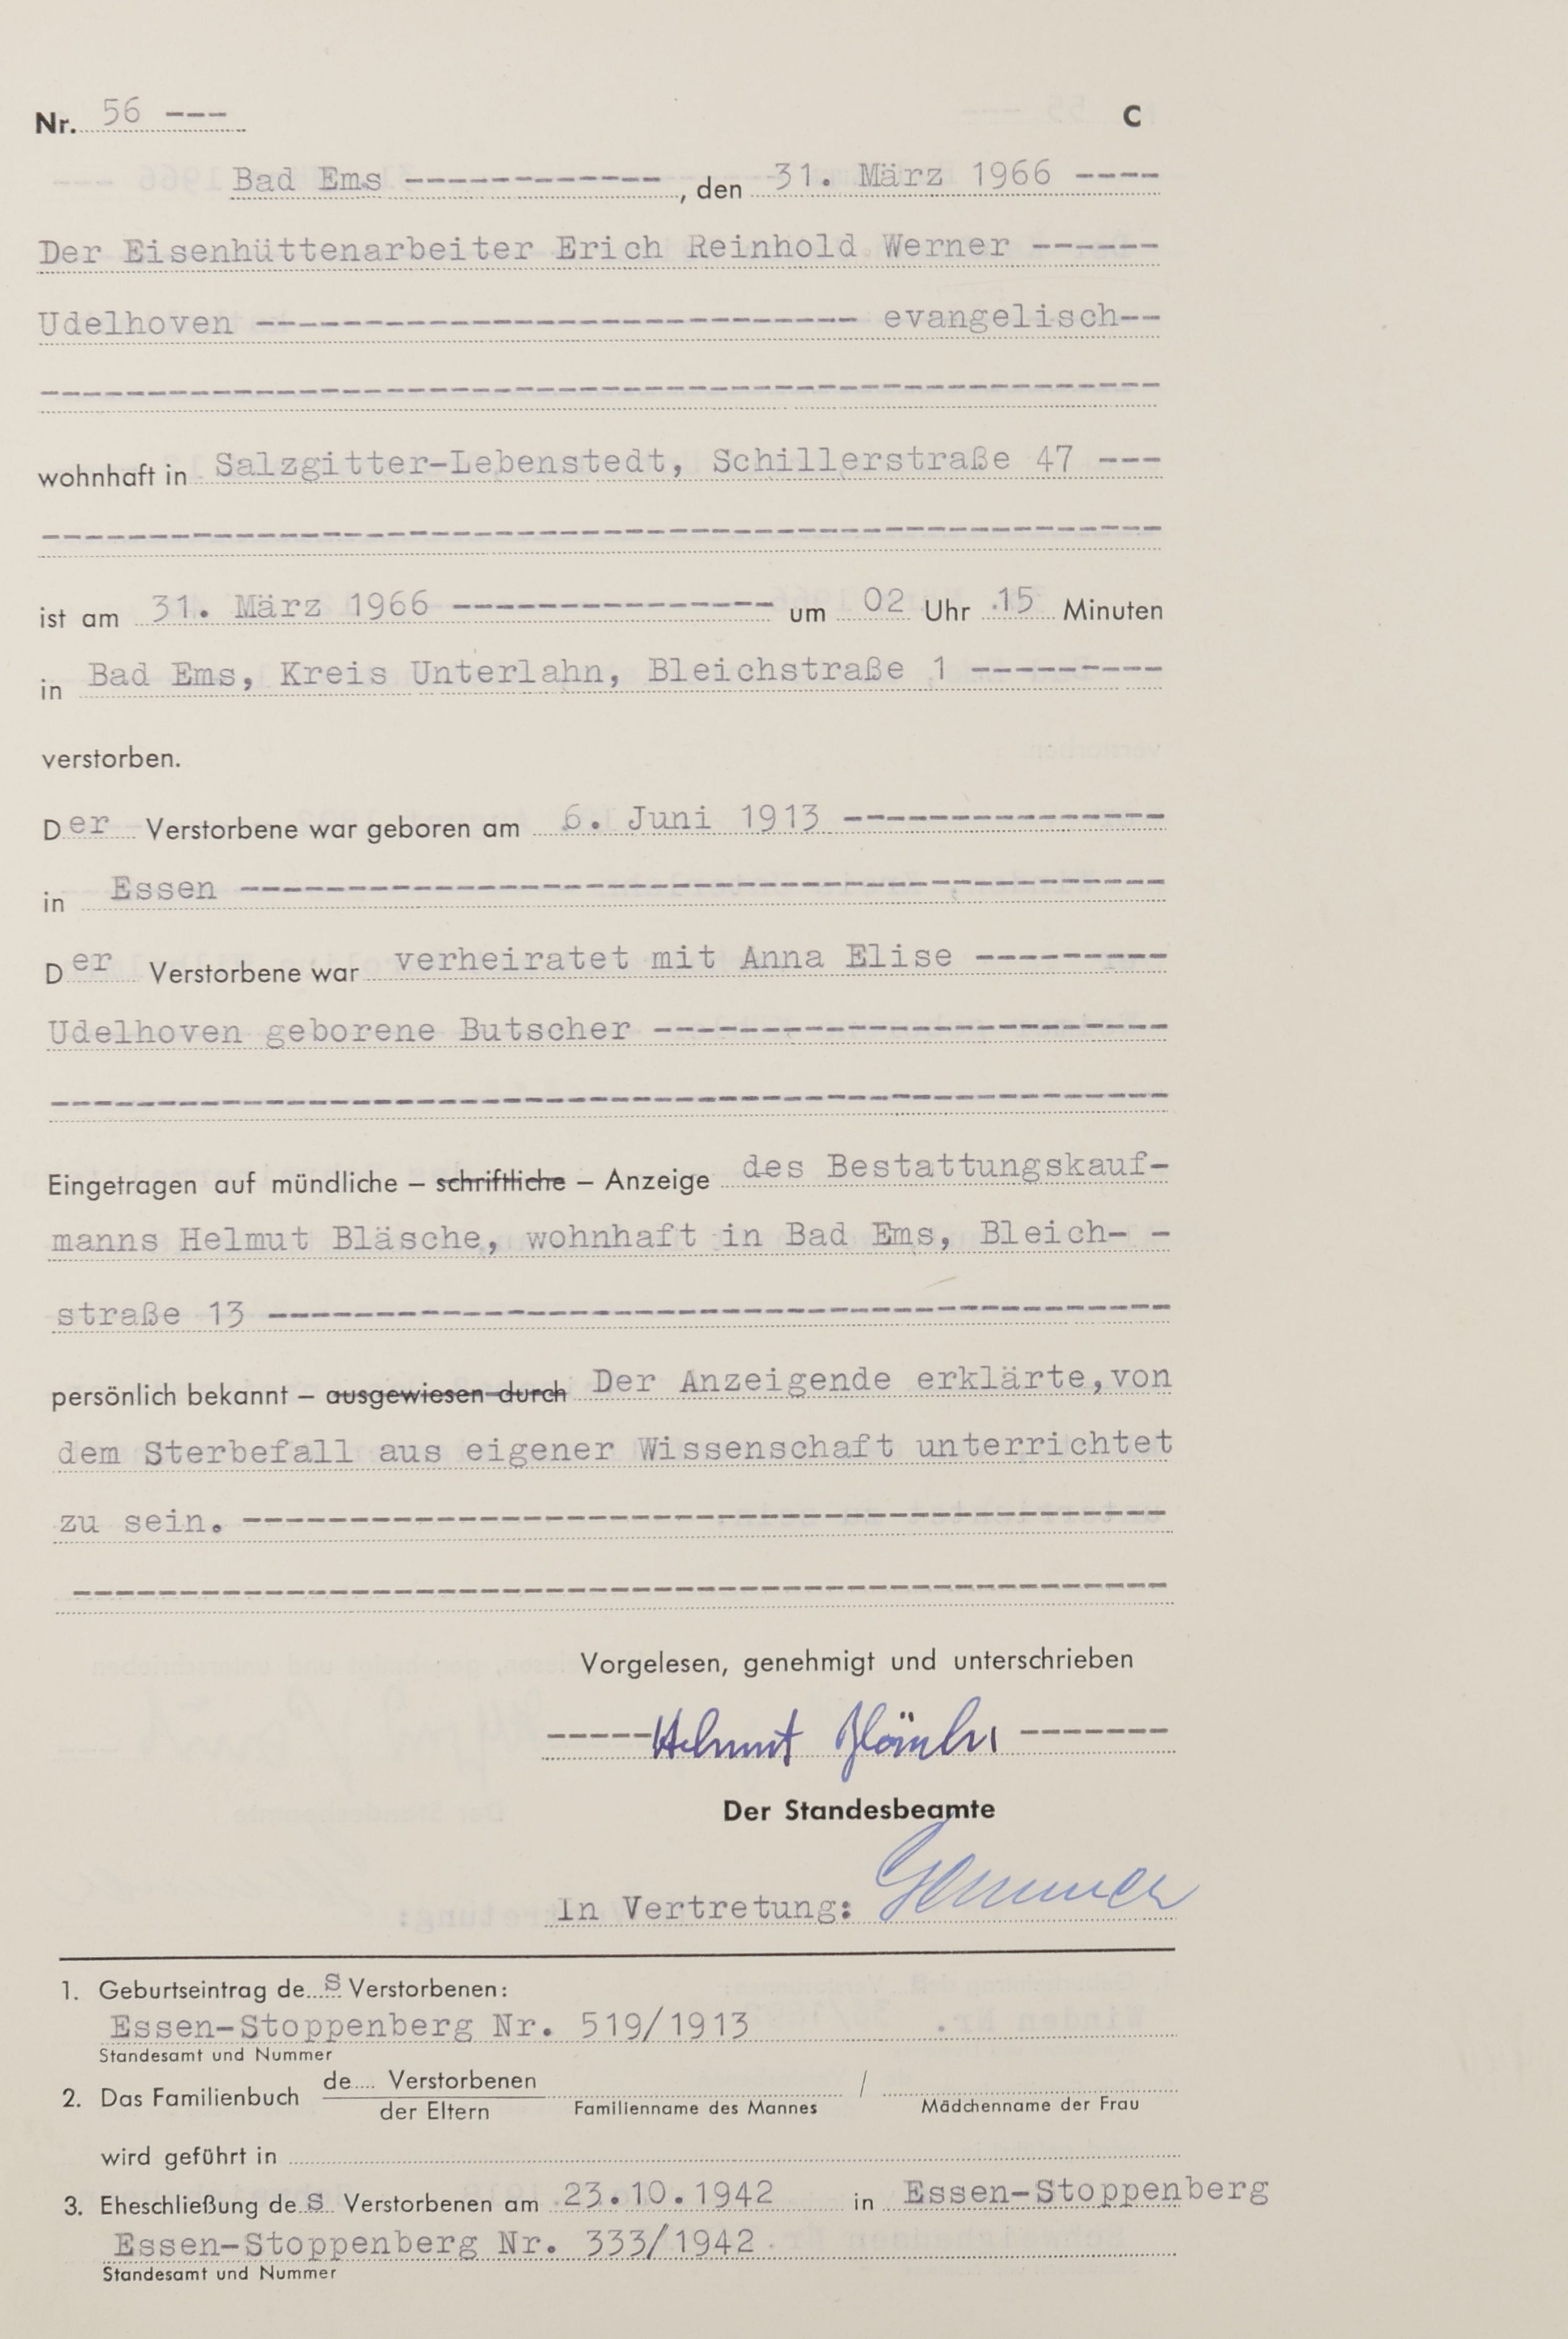 Nr. 56 --- C
Bad Ems ------------, den 31. März 1966 ----
Der Eisenhüttenarbeiter Erich Reinhold Werner ------
Udelhoven ---------------------------- evangelisch--
----------------------------------------------------
wohnhaft in Salzgitter-Lebenstedt, Schillerstraße 47 ---
----------------------------------------------------
ist am 31. März 1966 --------------- um 02 Uhr 15 Minuten
in Bad Ems, Kreis Unterlahn, Bleichstraße 1 ---------
verstorben.
Der Verstorbene war geboren am 6. Juni 1913 ---------------
in Essen -------------------------------------------
Der Verstorbene war verheiratet mit Anna Elise ---------
Udelhoven geborene Butscher ------------------------
----------------------------------------------------
Eingetragen auf mündliche – schriftliche – Anzeige des Bestattungskauf-
manns Helmut Bläsche, wohnhaft in Bad Ems, Bleich- -
straße 13 ------------------------------------------
persönlich bekannt – ausgewiesen durch Der Anzeigende erklärte,von
dem Sterbefall aus eigener Wissenschaft unterrichtet
zu sein. -------------------------------------------
---------------------------------------------------
Vorgelesen, genehmigt und unterschrieben
-----Helmut Bläsche -------
Der Standesbeamte
In Vertretung:
1. Geburtseintrag des Verstorbenen:
Essen-Stoppenberg Nr. 519/1913
Standesamt und Nummer
2. Das Familienbuch de.... Verstorbenen /
der Eltern Familienname des Mannes Mädchenname der Frau
wird geführt in
3. Eheschließung des Verstorbenen am 23.10.1942 in Essen-Stoppenberg
Essen-Stoppenberg Nr. 333/1942
Standesamt und Nummer